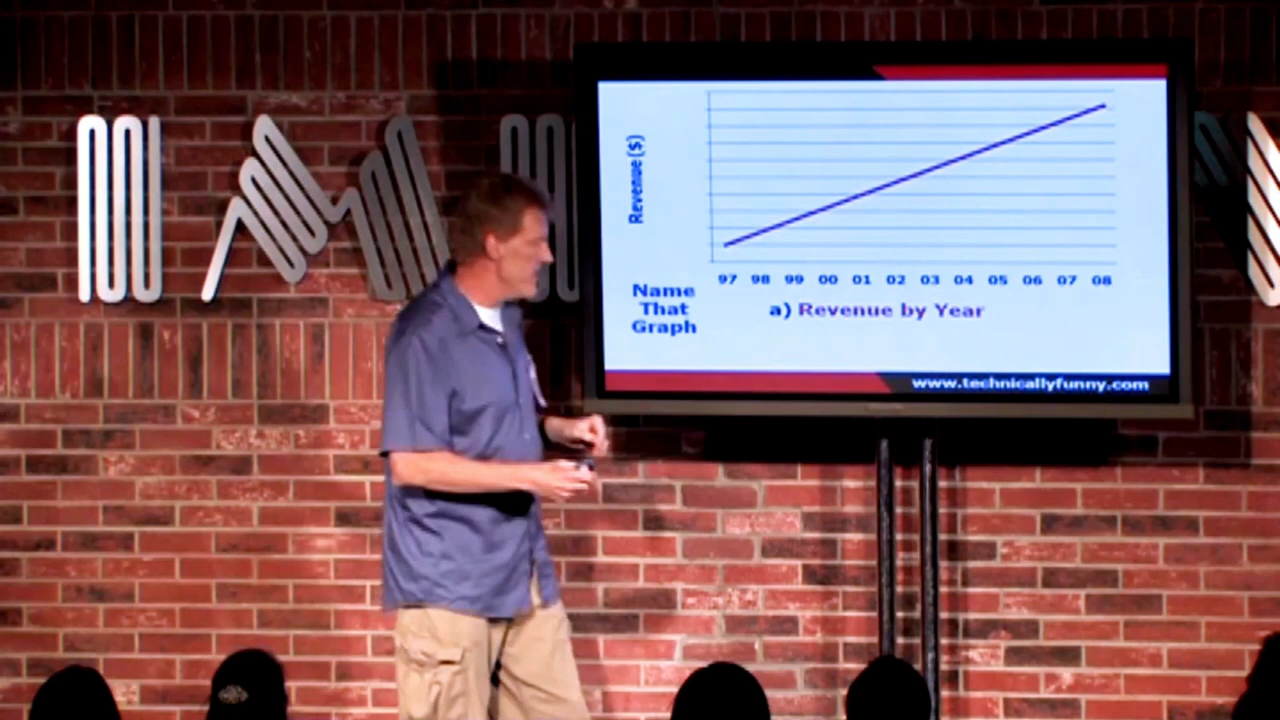 Revenue ($)
97 98 99 00 01 02 03 04 05 06 07 08
Name
That
Graph
a) Revenue by Year
www.technicallyfunny.com